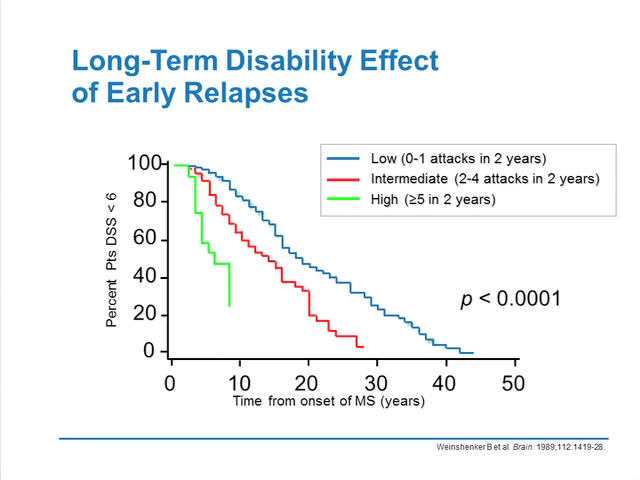 Long-Term Disability Effect
of Early Relapses
Low (0-1 attacks in 2 years)
Intermediate (2-4 attacks in 2 years)
High (≥5 in 2 years)
Percent Pts DSS < 6
100
80
60
40
20
0
p < 0.0001
0 10 20 30 40 50
Time from onset of MS (years)
Weinshenker B et al. Brain. 1989;112:1419-28.